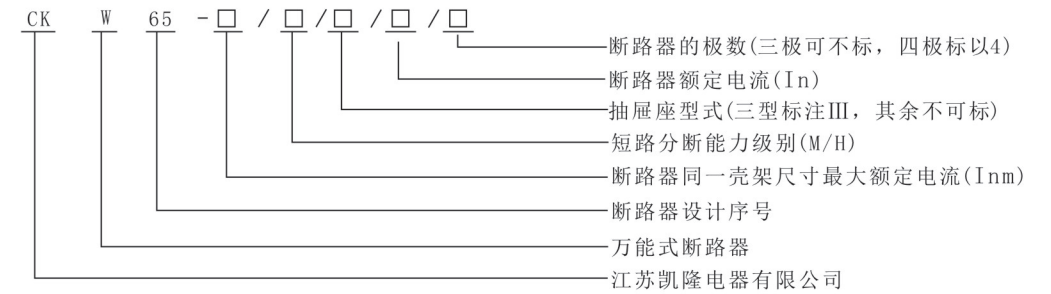 CK W 65 -□ / □ / □ / □ / □
断路器的极数(三极可不标，四极标以4)
断路器额定电流(In)
抽屉座型式(三型标注Ⅲ，其余不可标)
短路分断能力级别(M/H)
断路器同一壳架尺寸最大额定电流(Inm)
断路器设计序号
万能式断路器
江苏凯隆电器有限公司